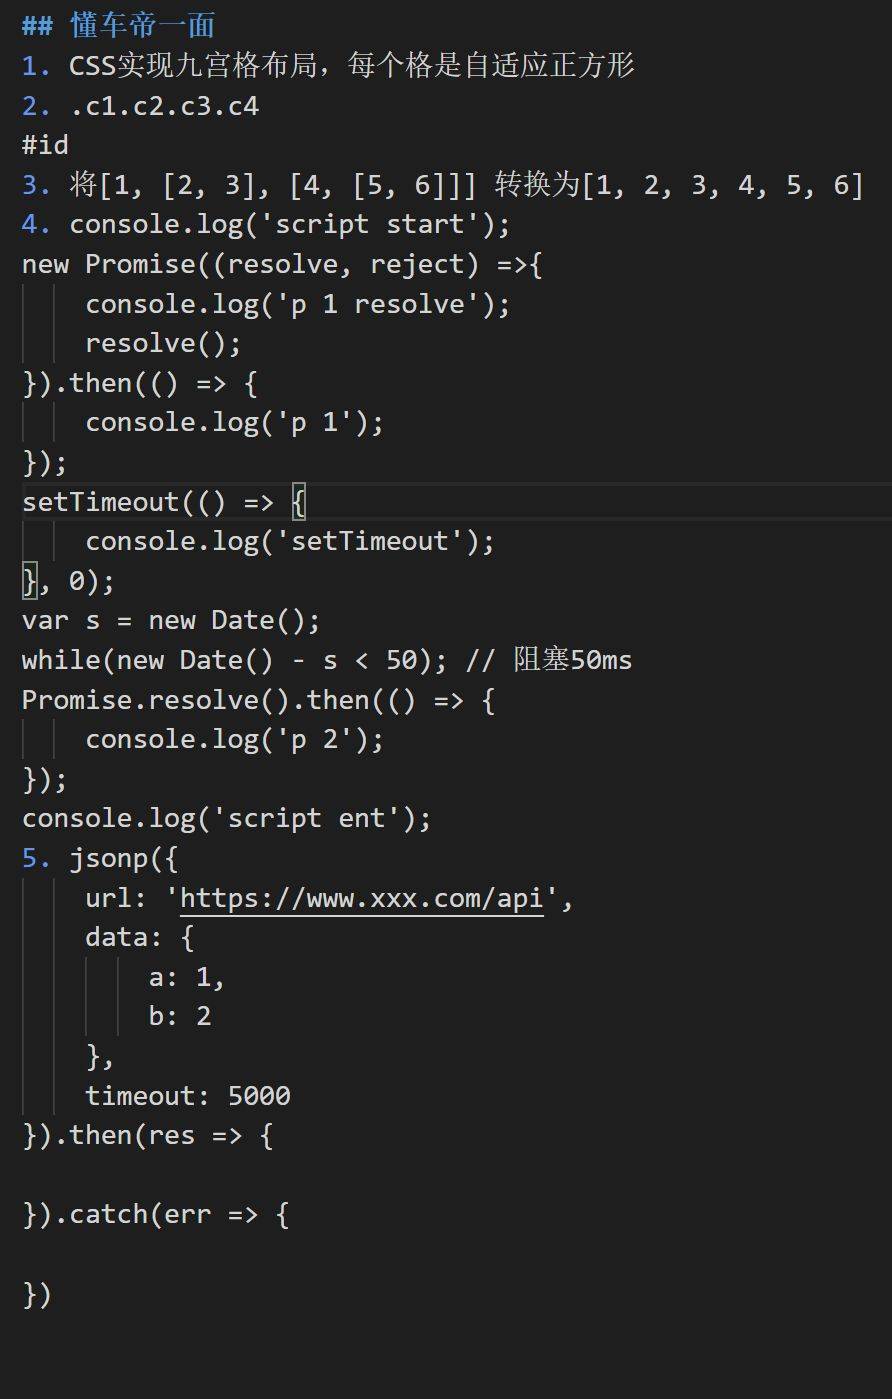 ## 懂车帝一面
1. CSS实现九宫格布局，每个格是自适应正方形
2. .c1.c2.c3.c4
#id
3. 将[1, [2, 3], [4, [5, 6]]] 转换为[1, 2, 3, 4, 5, 6]
4. console.log('script start');
new Promise((resolve, reject) =>{
    console.log('p 1 resolve');
    resolve();
}).then(() => {
    console.log('p 1');
});
setTimeout(() => {
    console.log('setTimeout');
}, 0);
var s = new Date();
while(new Date() - s < 50); // 阻塞50ms
Promise.resolve().then(() => {
    console.log('p 2');
});
console.log('script ent');
5. jsonp({
    url: 'https://www.xxx.com/api',
    data: {
        a: 1,
        b: 2
    },
    timeout: 5000
}).then(res => {

}).catch(err => {

})